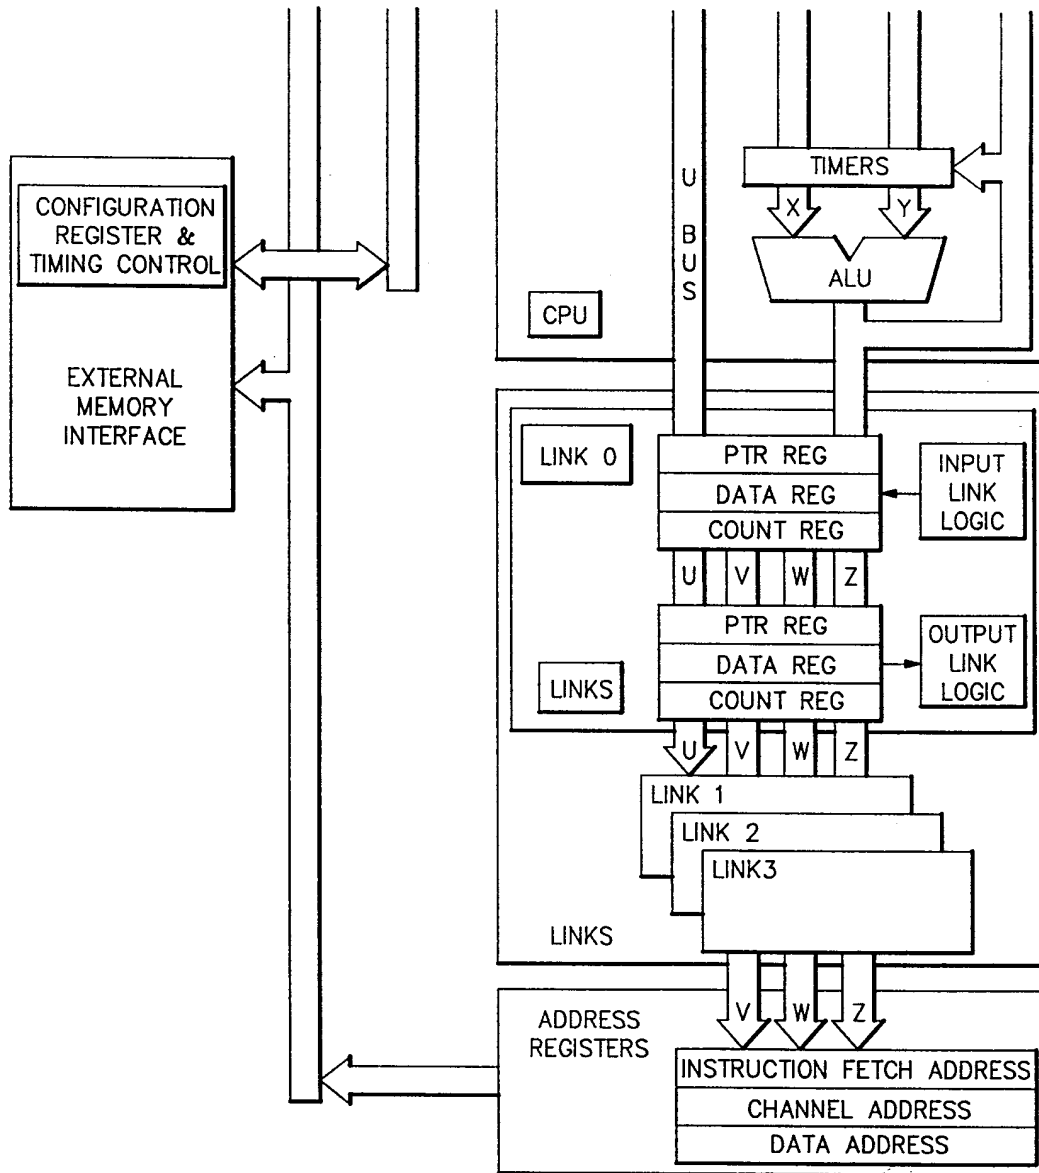 CONFIGURATION
REGISTER &
TIMING CONTROL
EXTERNAL
MEMORY
INTERFACE
U BUS
TIMERS
X
Y
ALU
CPU
LINK 0
PTR REG
DATA REG
COUNT REG
INPUT
LINK
LOGIC
U
V
W
Z
PTR REG
DATA REG
COUNT REG
OUTPUT
LINK
LOGIC
LINKS
U
V
W
Z
LINK 1
LINK 2
LINK3
LINKS
V
W
Z
ADDRESS
REGISTERS
INSTRUCTION FETCH ADDRESS
CHANNEL ADDRESS
DATA ADDRESS